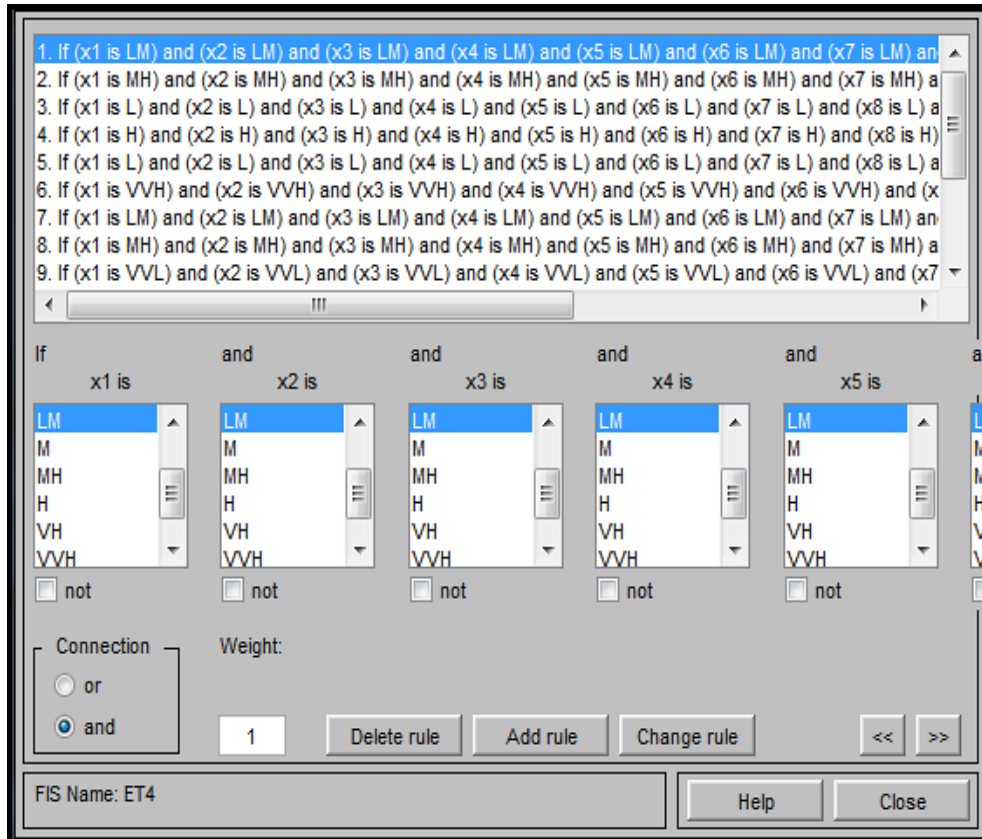 1. If (x1 is LM) and (x2 is LM) and (x3 is LM) and (x4 is LM) and (x5 is LM) and (x6 is LM) and (x7 is LM) an
2. If (x1 is MH) and (x2 is MH) and (x3 is MH) and (x4 is MH) and (x5 is MH) and (x6 is MH) and (x7 is MH) a
3. If (x1 is L) and (x2 is L) and (x3 is L) and (x4 is L) and (x5 is L) and (x6 is L) and (x7 is L) and (x8 is L) a
4. If (x1 is H) and (x2 is H) and (x3 is H) and (x4 is H) and (x5 is H) and (x6 is H) and (x7 is H) and (x8 is H)
5. If (x1 is L) and (x2 is L) and (x3 is L) and (x4 is L) and (x5 is L) and (x6 is L) and (x7 is L) and (x8 is L) a
6. If (x1 is VVH) and (x2 is VVH) and (x3 is VVH) and (x4 is VVH) and (x5 is VVH) and (x6 is VVH) and (x
7. If (x1 is LM) and (x2 is LM) and (x3 is LM) and (x4 is LM) and (x5 is LM) and (x6 is LM) and (x7 is LM) an
8. If (x1 is MH) and (x2 is MH) and (x3 is MH) and (x4 is MH) and (x5 is MH) and (x6 is MH) and (x7 is MH) a
9. If (x1 is VVL) and (x2 is VVL) and (x3 is VVL) and (x4 is VVL) and (x5 is VVL) and (x6 is VVL) and (x7
If and and and and a
x1 is x2 is x3 is x4 is x5 is
LM LM LM LM LM
M M M M M
MH MH MH MH MH
H H H H H
VH VH VH VH VH
VVH VVH VVH VVH VVH
not not not not not
Connection Weight:
or
and 1 Delete rule Add rule Change rule << >>
FIS Name: ET4 Help Close